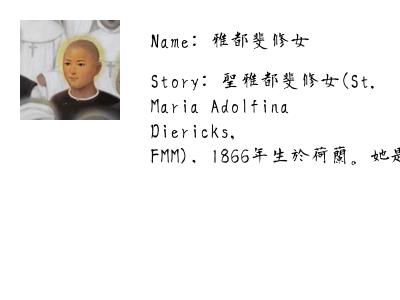 Name: 雅都斐修女
Story: 聖雅都斐修女(St.
Maria Adolfina
Diericks,
FMM), 1866年生於荷蘭。她是